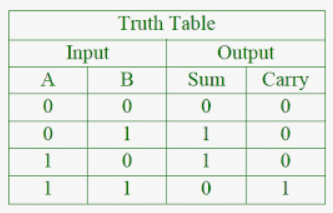 Truth Table
Input Output
A B Sum Carry
0 0 0 0
0 1 1 0
1 0 1 0
1 1 0 1